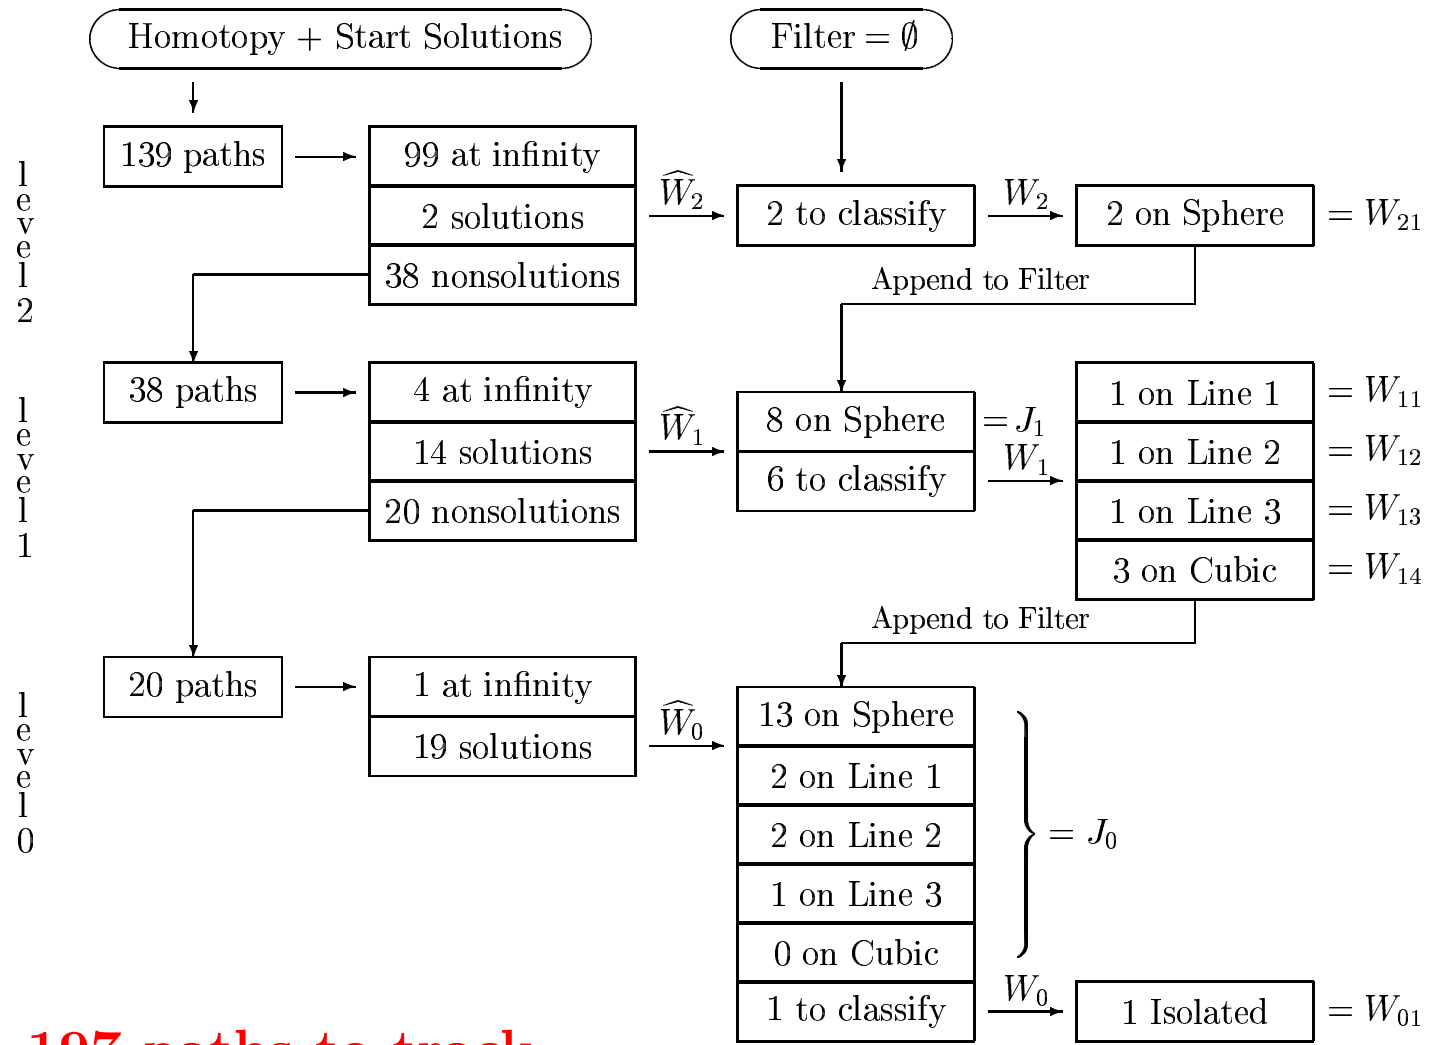 Homotopy + Start Solutions
Filter = ∅
level 2
139 paths
99 at infinity
2 solutions
38 nonsolutions
Ŵ₂
2 to classify
W₂
2 on Sphere
= W₂₁
Append to Filter
level 1
38 paths
4 at infinity
14 solutions
20 nonsolutions
Ŵ₁
8 on Sphere
= J₁
6 to classify
W₁
1 on Line 1
= W₁₁
1 on Line 2
= W₁₂
1 on Line 3
= W₁₃
3 on Cubic
= W₁₄
Append to Filter
level 0
20 paths
1 at infinity
19 solutions
Ŵ₀
13 on Sphere
2 on Line 1
2 on Line 2
1 on Line 3
0 on Cubic
= J₀
1 to classify
W₀
1 Isolated
= W₀₁
197 paths to track